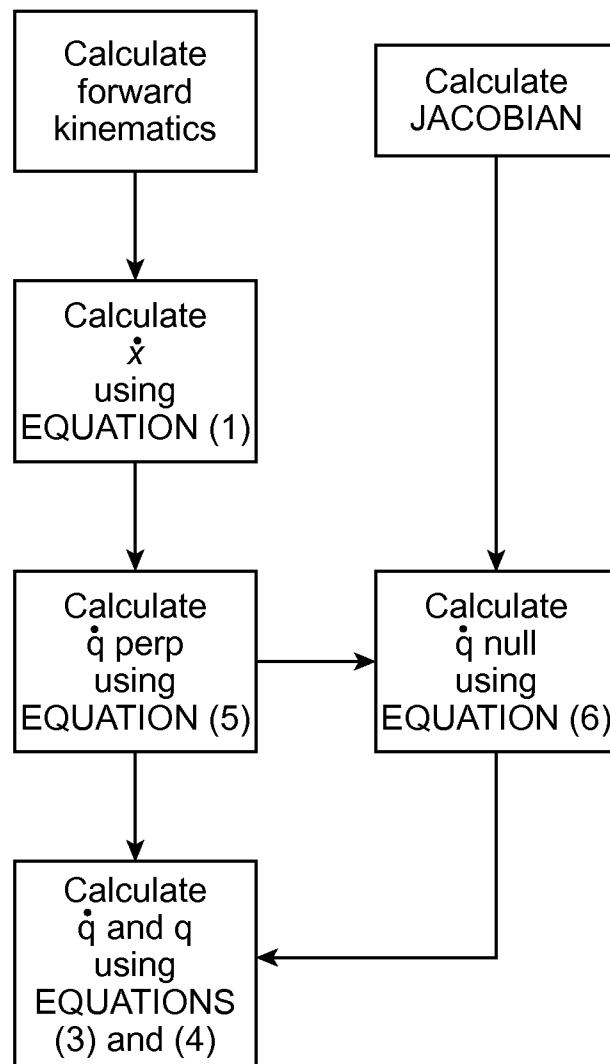 Calculate
forward
kinematics
Calculate
JACOBIAN
Calculate
ẋ
using
EQUATION (1)
Calculate
q̇ perp
using
EQUATION (5)
Calculate
q̇ null
using
EQUATION (6)
Calculate
q̇ and q
using
EQUATIONS
(3) and (4)